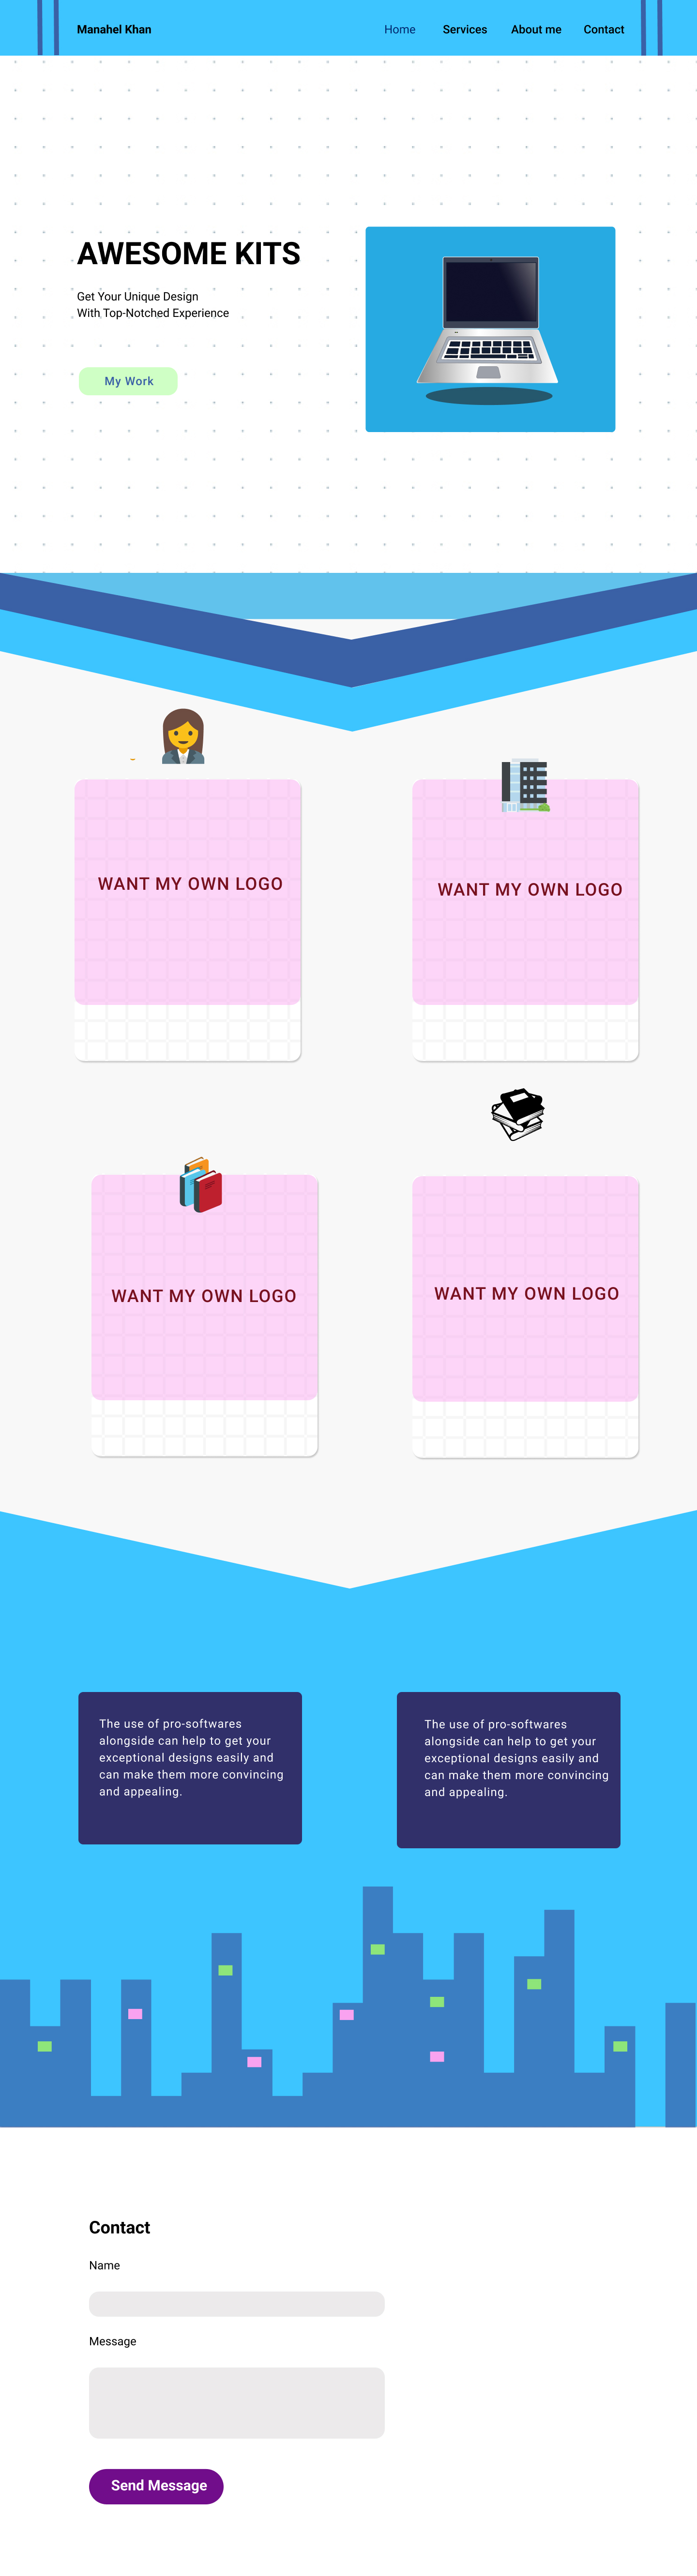 Manahel Khan
Home
Services
About me
Contact
AWESOME KITS
Get Your Unique Design
With Top-Notched Experience
My Work
WANT MY OWN LOGO
WANT MY OWN LOGO
WANT MY OWN LOGO
WANT MY OWN LOGO
The use of pro-softwares
alongside can help to get your
exceptional designs easily and
can make them more convincing
and appealing.
The use of pro-softwares
alongside can help to get your
exceptional designs easily and
can make them more convincing
and appealing.
Contact
Name
Message
Send Message